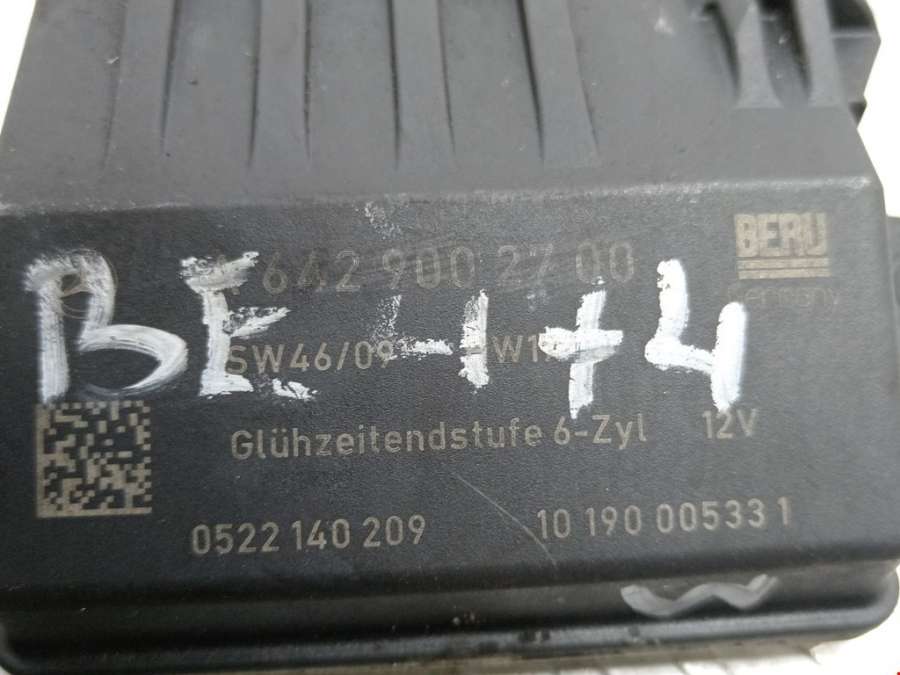 642 900 27 00
BERU
BE-174
SW46/09
Glühzeitendstufe 6-Zyl 12V
0522 140 209
10 190 00533 1